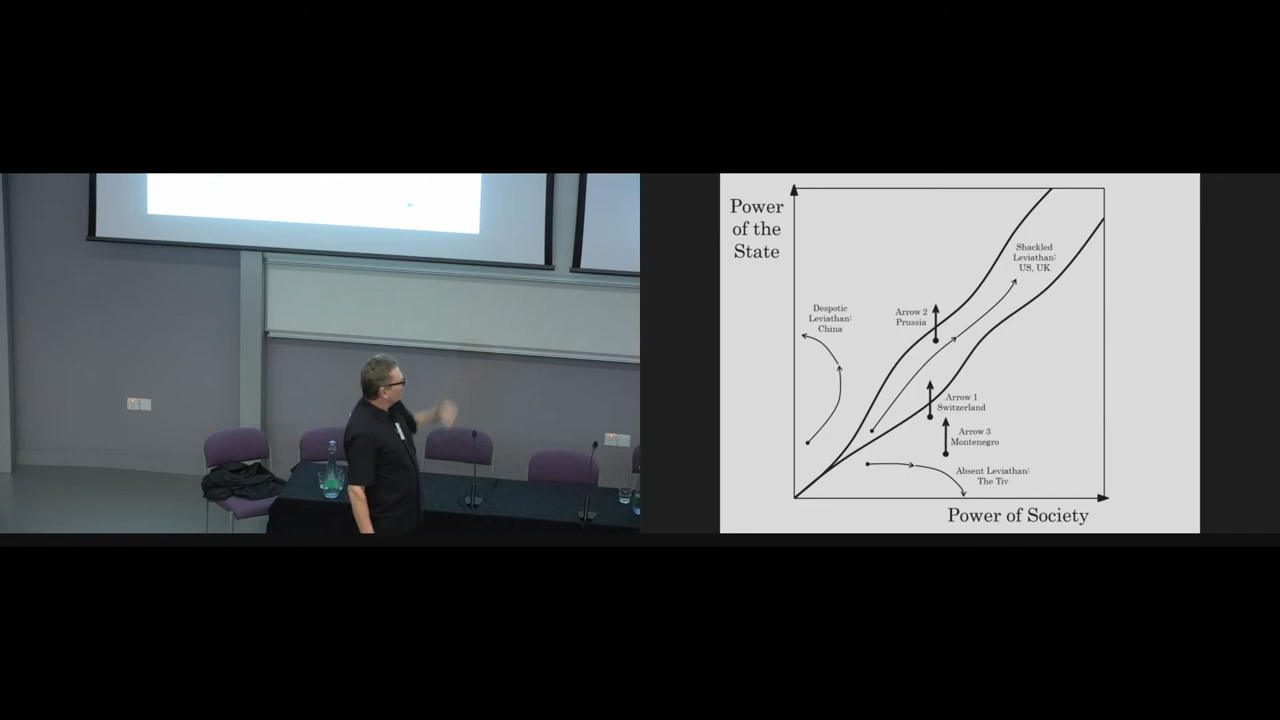 Power
of the
State
Shackled
Leviathan:
US, UK
Despotic
Leviathan:
China
Arrow 2
Prussia
Arrow 1
Switzerland
Arrow 3
Montenegro
Absent Leviathan:
The Tiv
Power of Society